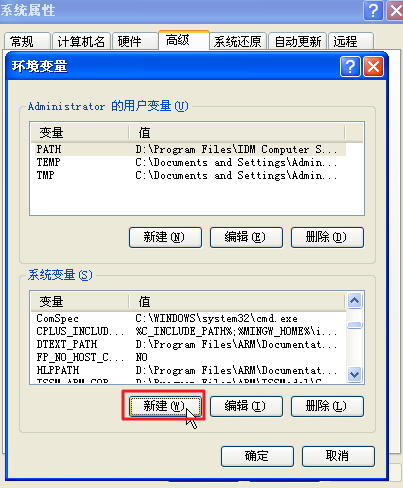 系统属性
常规 计算机名 硬件 高级 系统还原 自动更新 远程
环境变量
Administrator 的用户变量(U)
变量 值
PATH D:\Program Files\IDM Computer S...
TEMP C:\Documents and Settings\Admin...
TMP C:\Documents and Settings\Admin...
新建(N) 编辑(E) 删除(D)
系统变量(S)
变量 值
ComSpec C:\WINDOWS\system32\cmd.exe
CPLUS_INCLUD... %C_INCLUDE_PATH%;%MINGW_HOME%\i...
DTEXT_PATH D:\Program Files\ARM\Documentat...
FP_NO_HOST_C... NO
HLPPATH D:\Program Files\ARM\Documentat...
新建(W) 编辑(I) 删除(L)
确定 取消